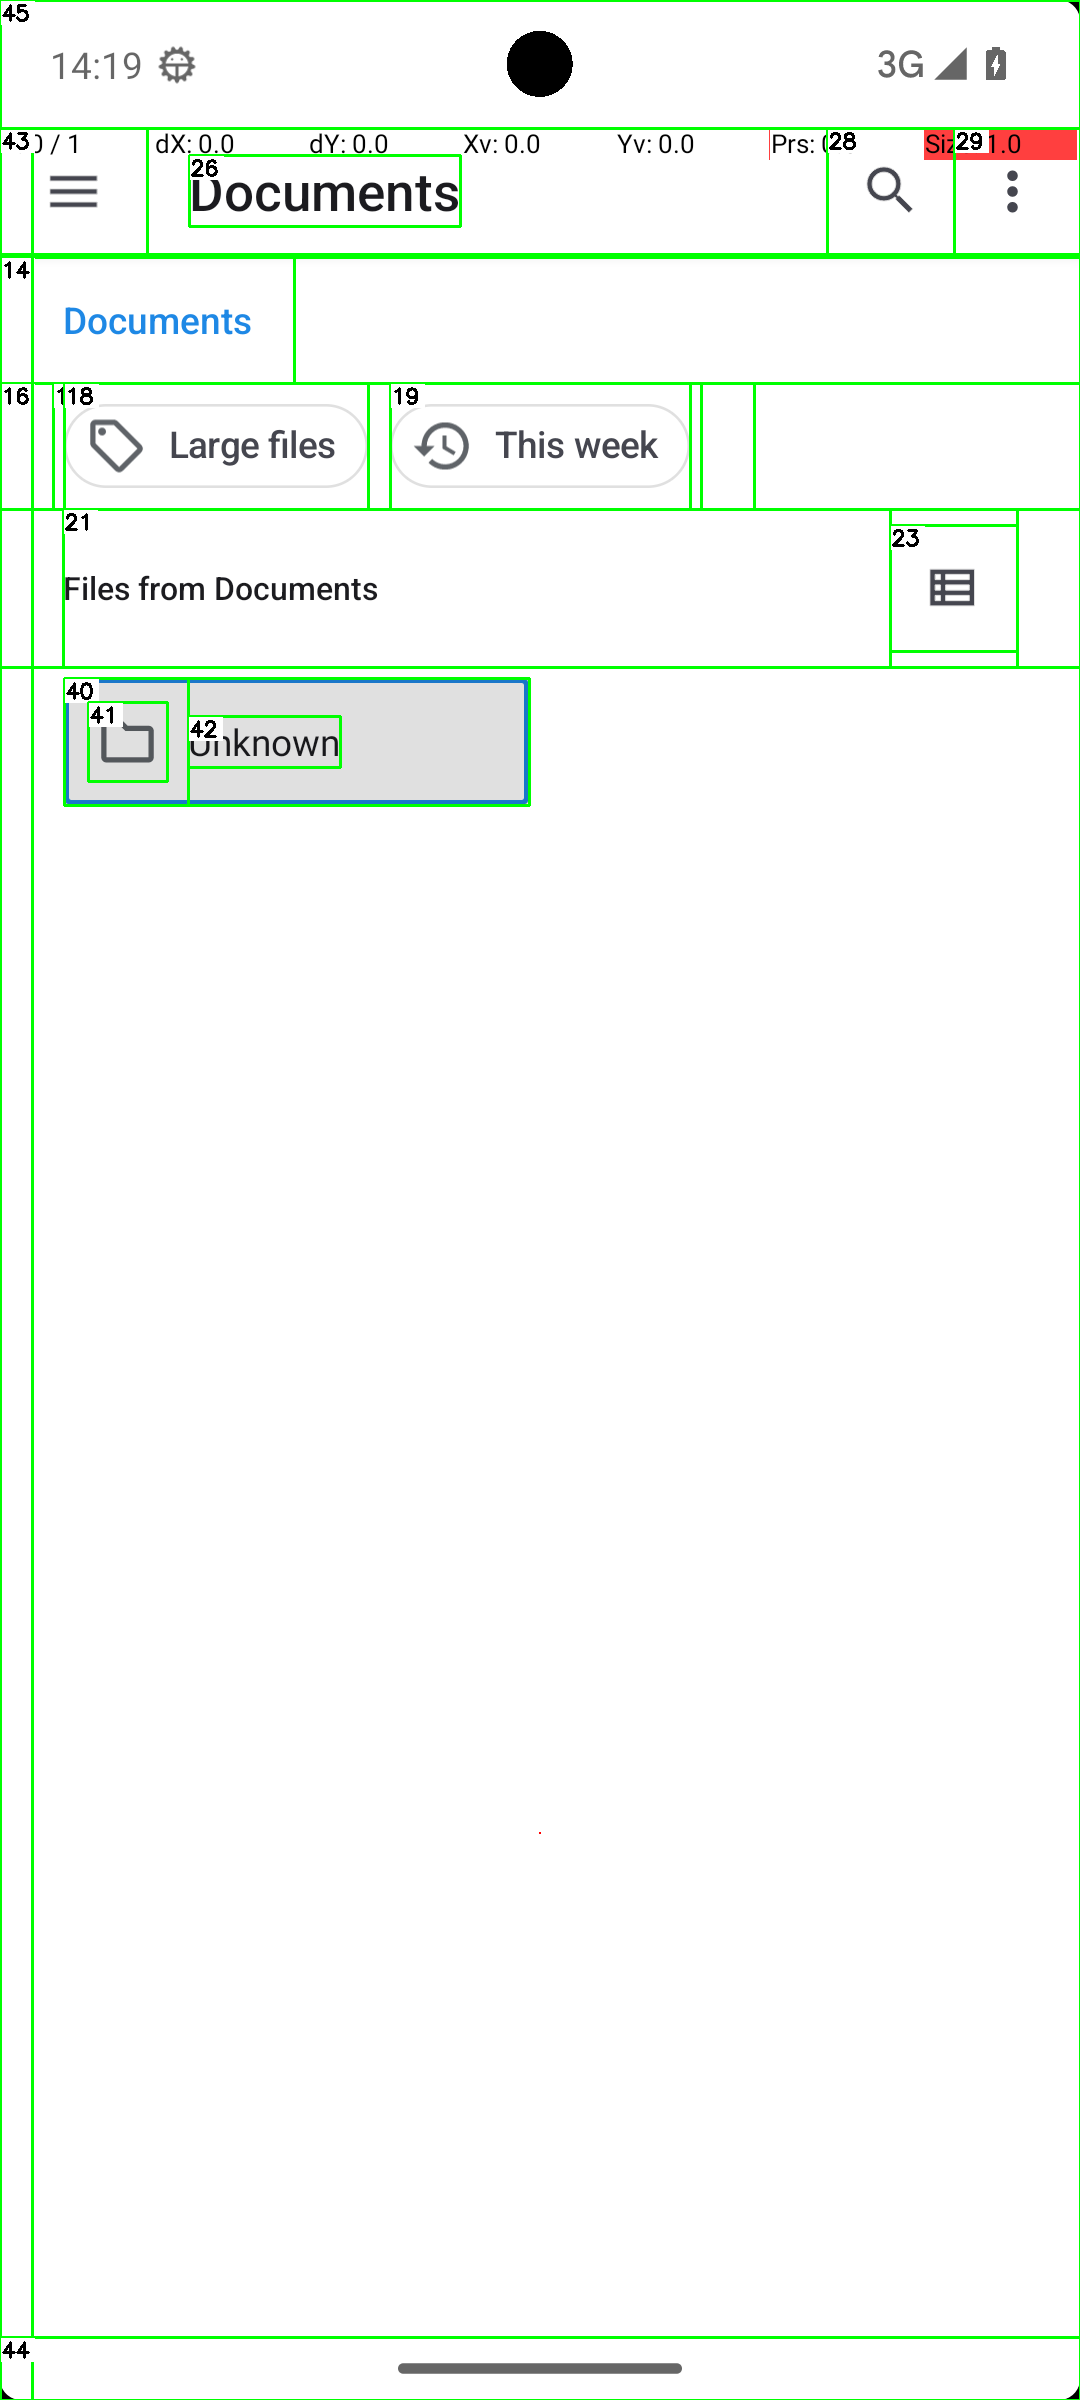 45
14:19 3G
43 0 / 1 dX: 0.0 dY: 0.0 Xv: 0.0 Yv: 0.0 Prs: 28 29 1.0
26 Documents
14
Documents
16 18 19
Large files This week
21
23
Files from Documents
40
41
42 Unknown
44